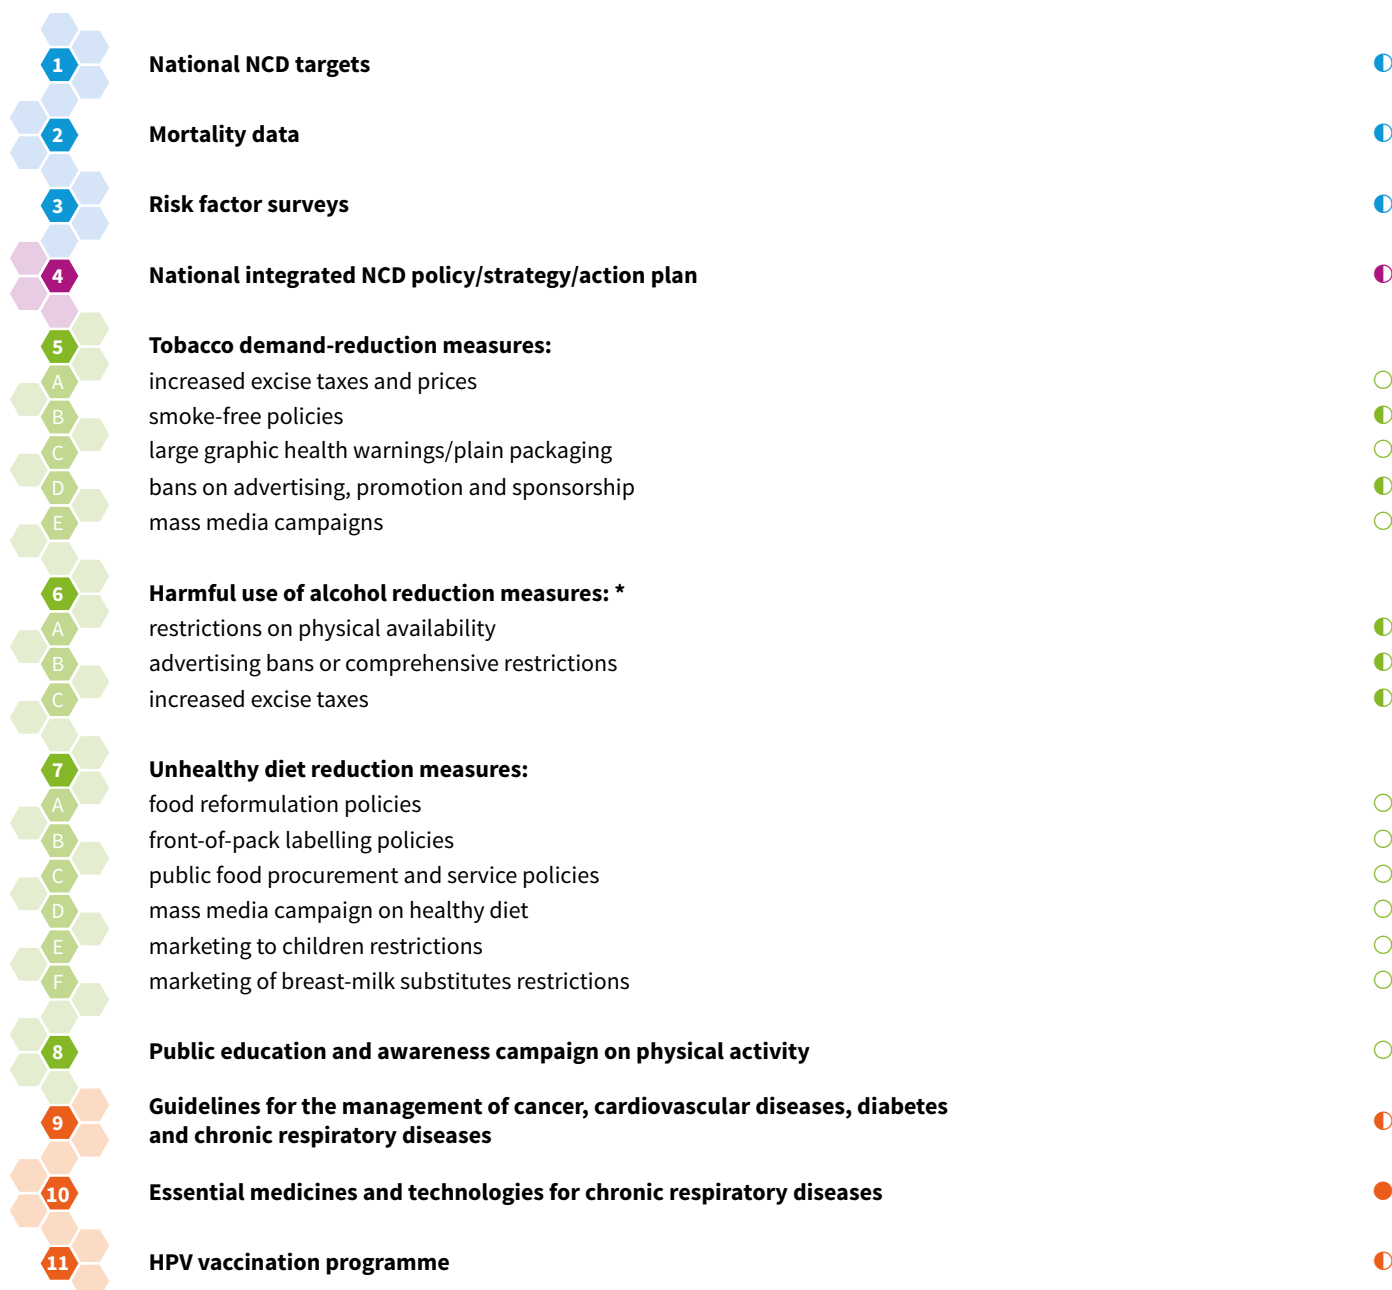 1 National NCD targets
2 Mortality data
3 Risk factor surveys
4 National integrated NCD policy/strategy/action plan
5 Tobacco demand-reduction measures:
A increased excise taxes and prices
B smoke-free policies
C large graphic health warnings/plain packaging
D bans on advertising, promotion and sponsorship
E mass media campaigns
6 Harmful use of alcohol reduction measures: *
A restrictions on physical availability
B advertising bans or comprehensive restrictions
C increased excise taxes
7 Unhealthy diet reduction measures:
A food reformulation policies
B front-of-pack labelling policies
C public food procurement and service policies
D mass media campaign on healthy diet
E marketing to children restrictions
F marketing of breast-milk substitutes restrictions
8 Public education and awareness campaign on physical activity
9 Guidelines for the management of cancer, cardiovascular diseases, diabetes
and chronic respiratory diseases
10 Essential medicines and technologies for chronic respiratory diseases
11 HPV vaccination programme